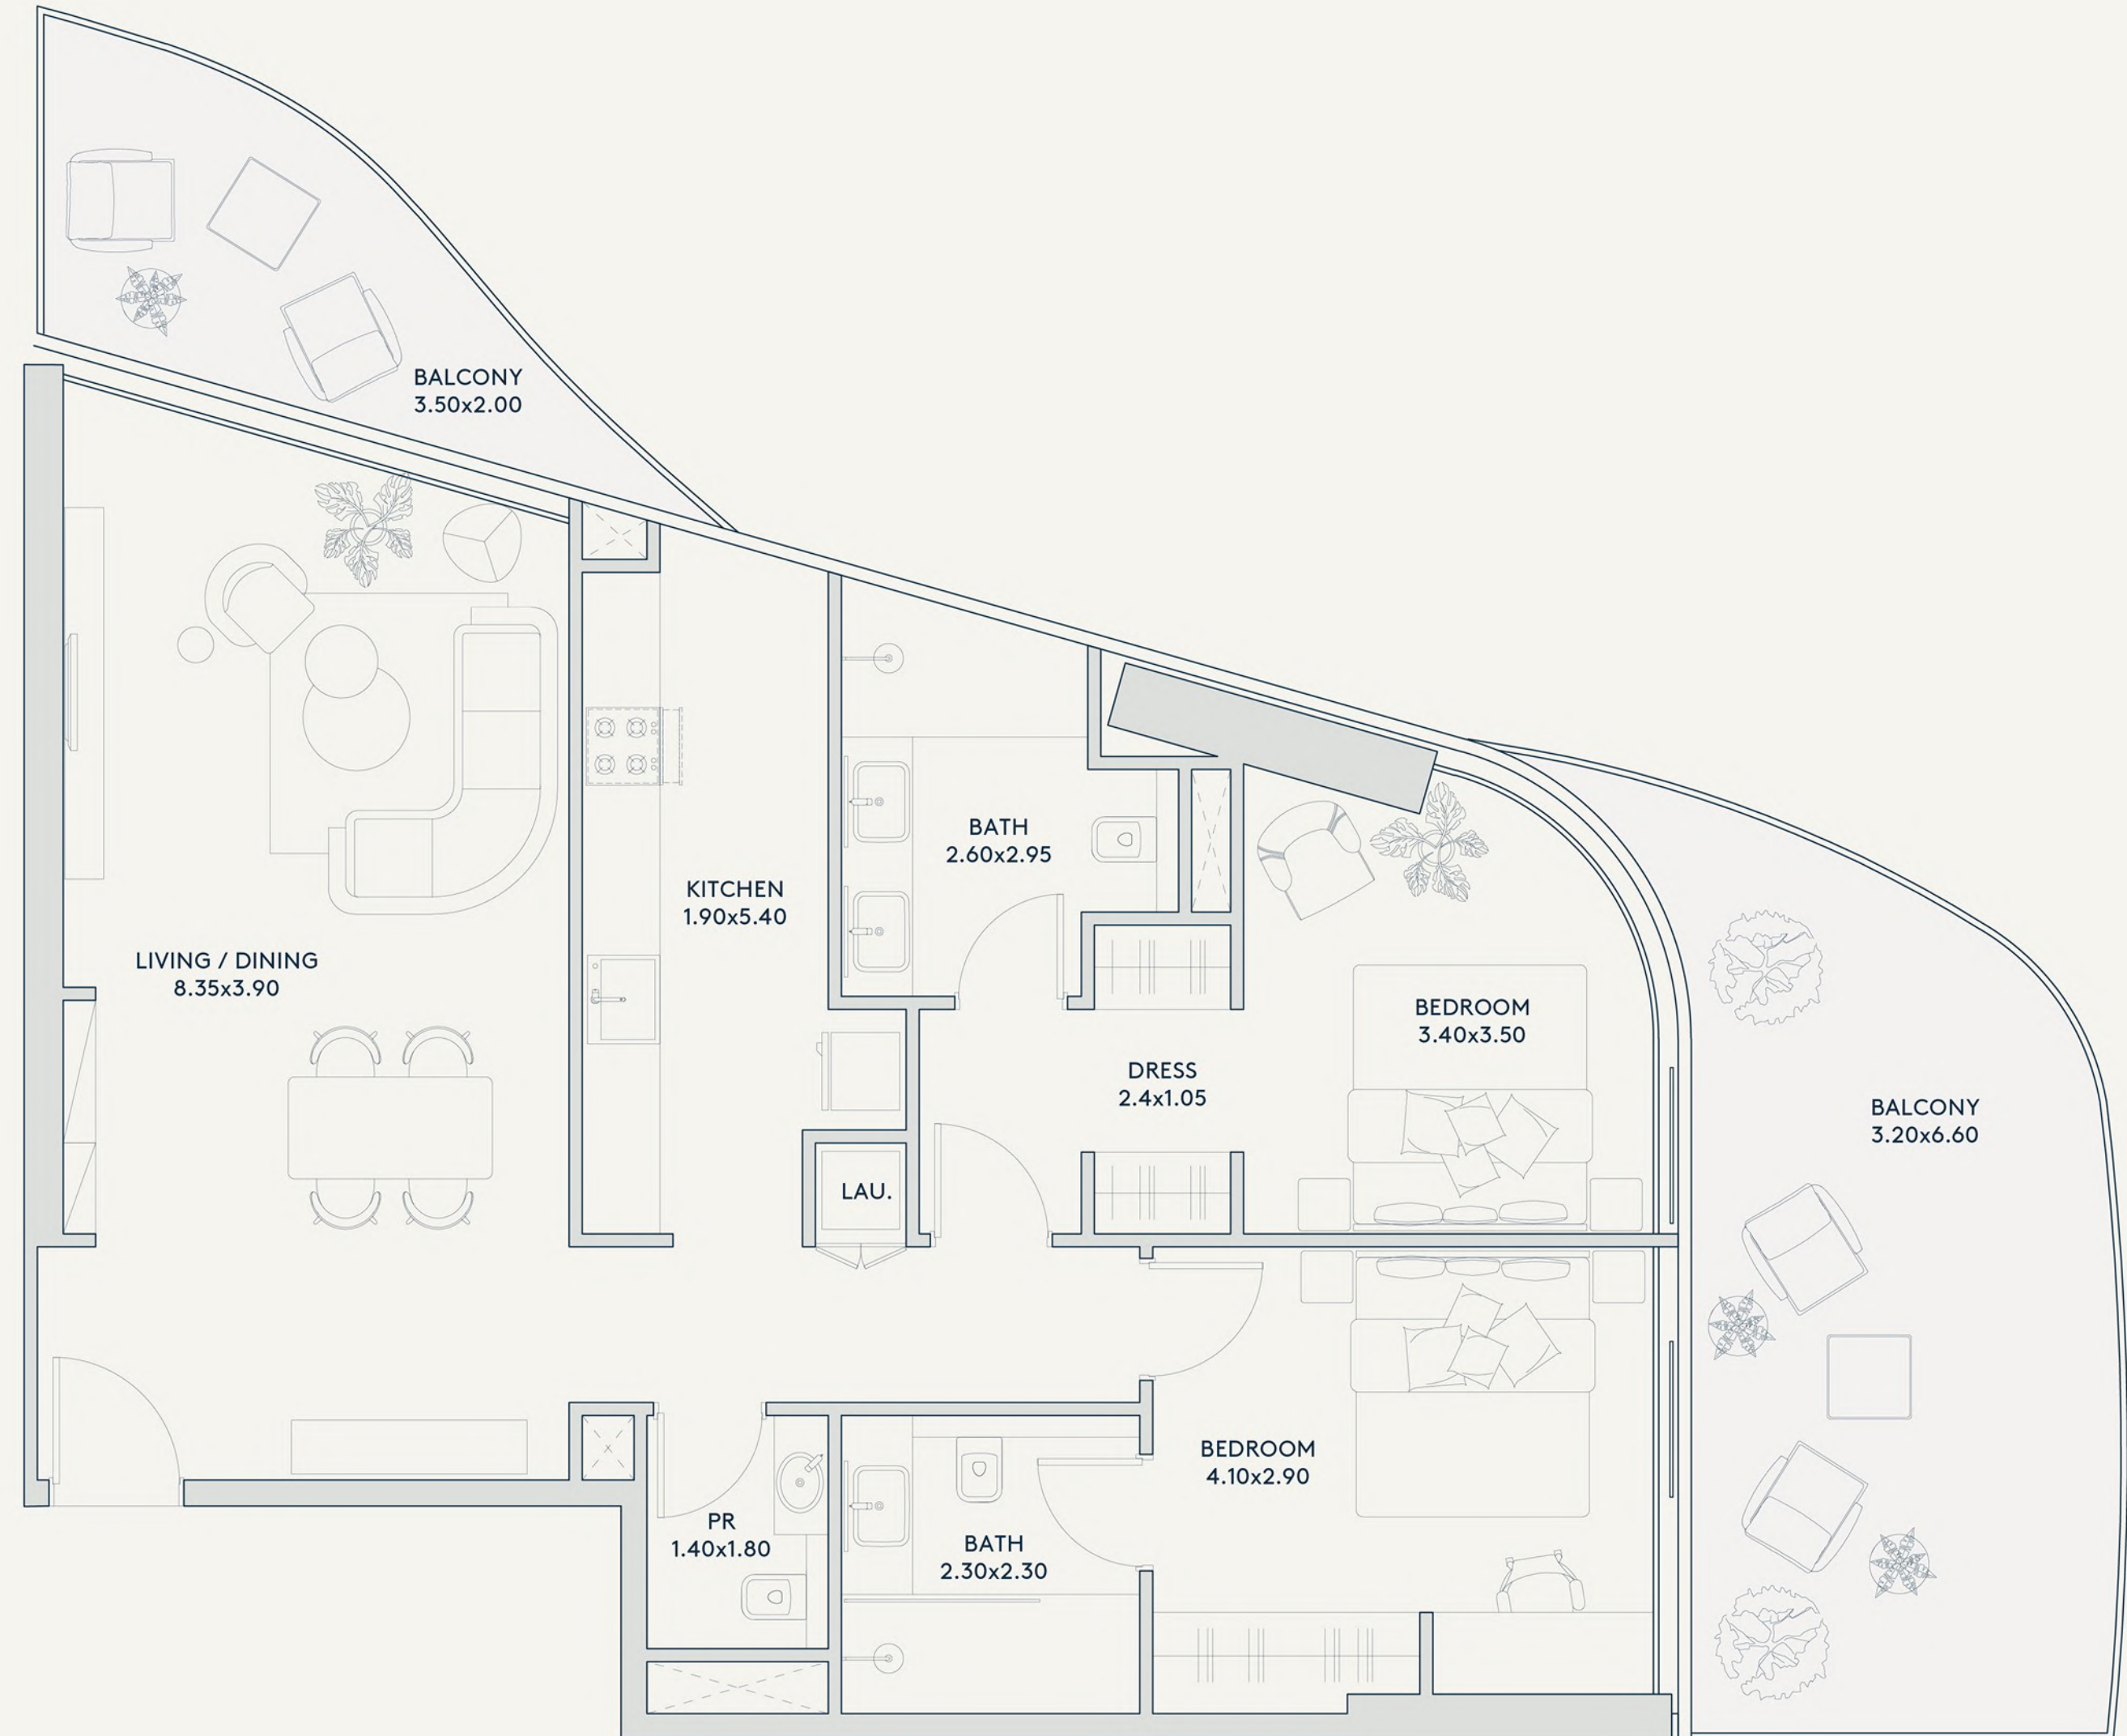 BALCONY
3.50x2.00
BATH
2.60x2.95
KITCHEN
1.90x5.40
LIVING / DINING
8.35x3.90
BEDROOM
3.40x3.50
DRESS
2.4x1.05
BALCONY
3.20x6.60
LAU.
BEDROOM
4.10x2.90
PR
1.40x1.80
BATH
2.30x2.30